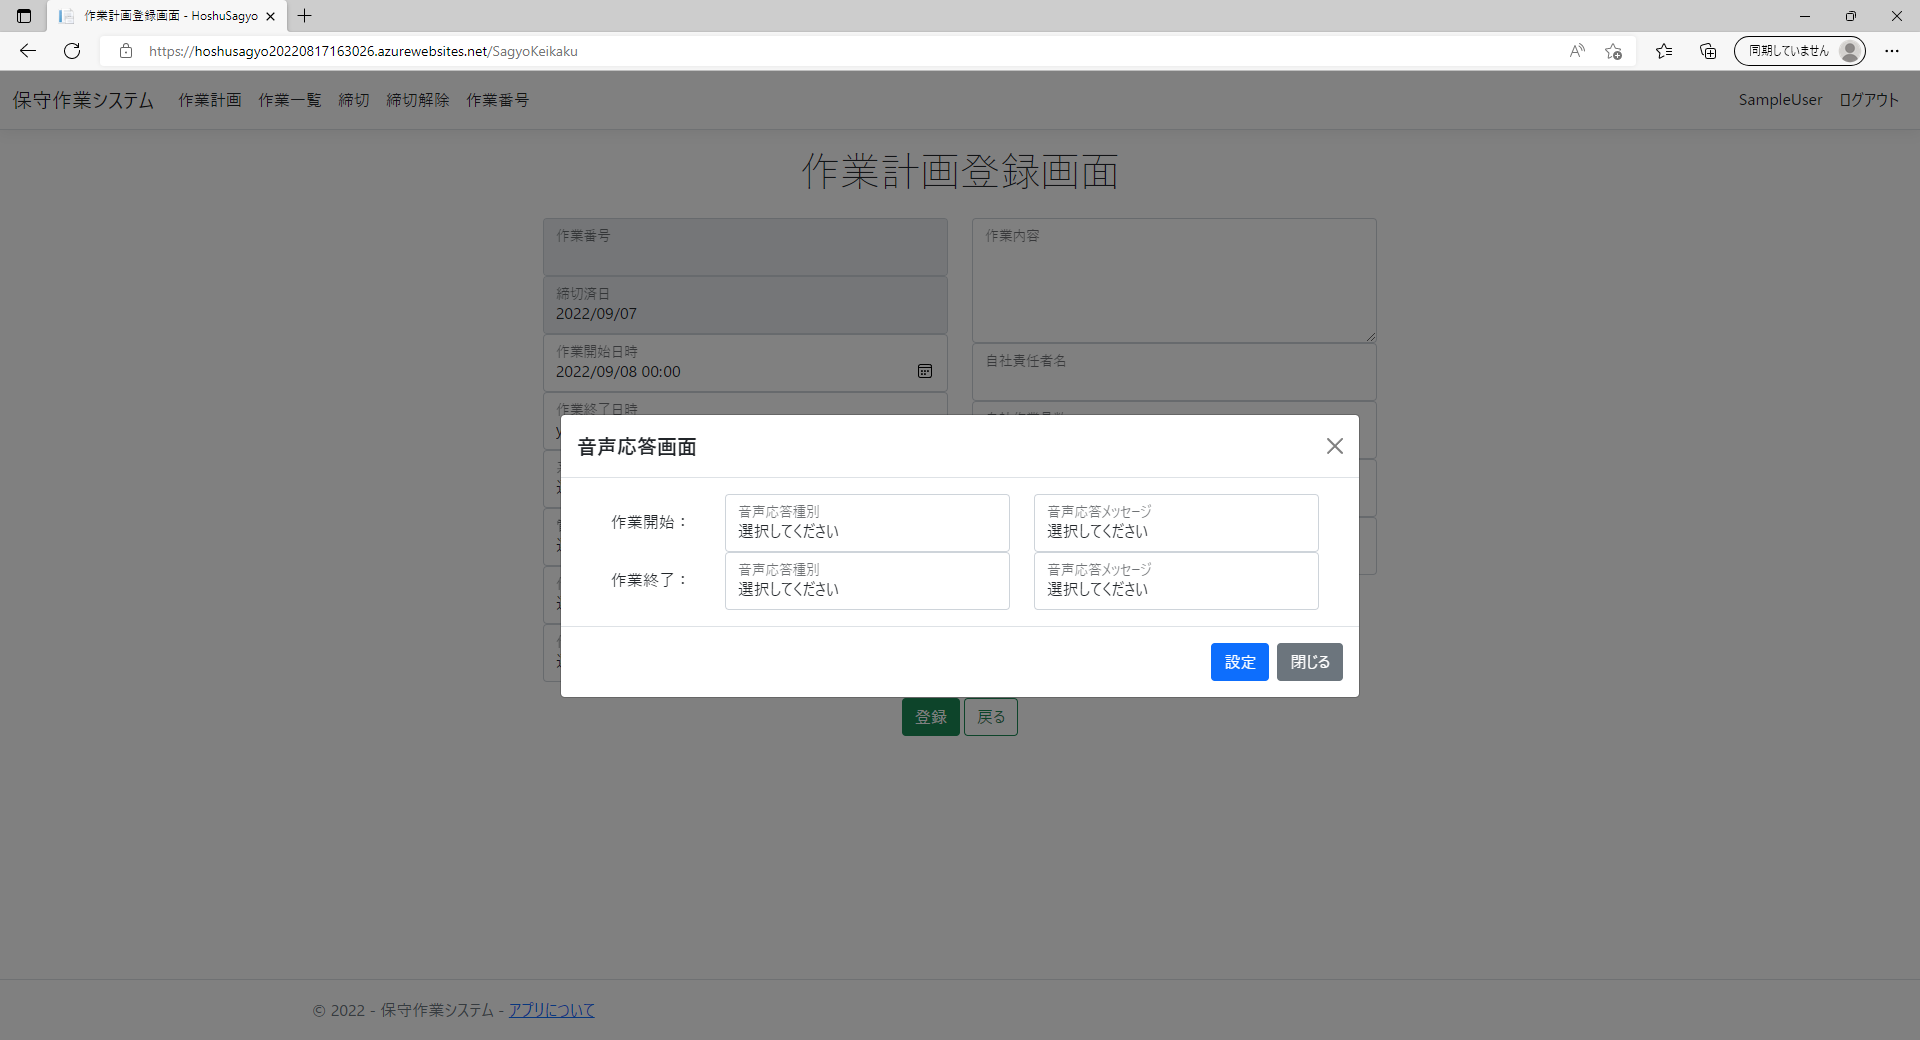 作業計画登録画面 - HoshuSagyo
https://hoshusagyo20220817163026.azurewebsites.net/SagyoKeikaku
同期していません
保守作業システム 作業計画 作業一覧 締切 締切解除 作業番号 SampleUser ログアウト
作業計画登録画面
作業番号
締切済日
2022/09/07
作業開始日時
2022/09/08 00:00
作業終了日時
作業内容
自社責任者名
音声応答画面
作業開始：
音声応答種別
選択してください
音声応答メッセージ
選択してください
作業終了：
音声応答種別
選択してください
音声応答メッセージ
選択してください
設定 閉じる
登録 戻る
© 2022 - 保守作業システム - アプリについて